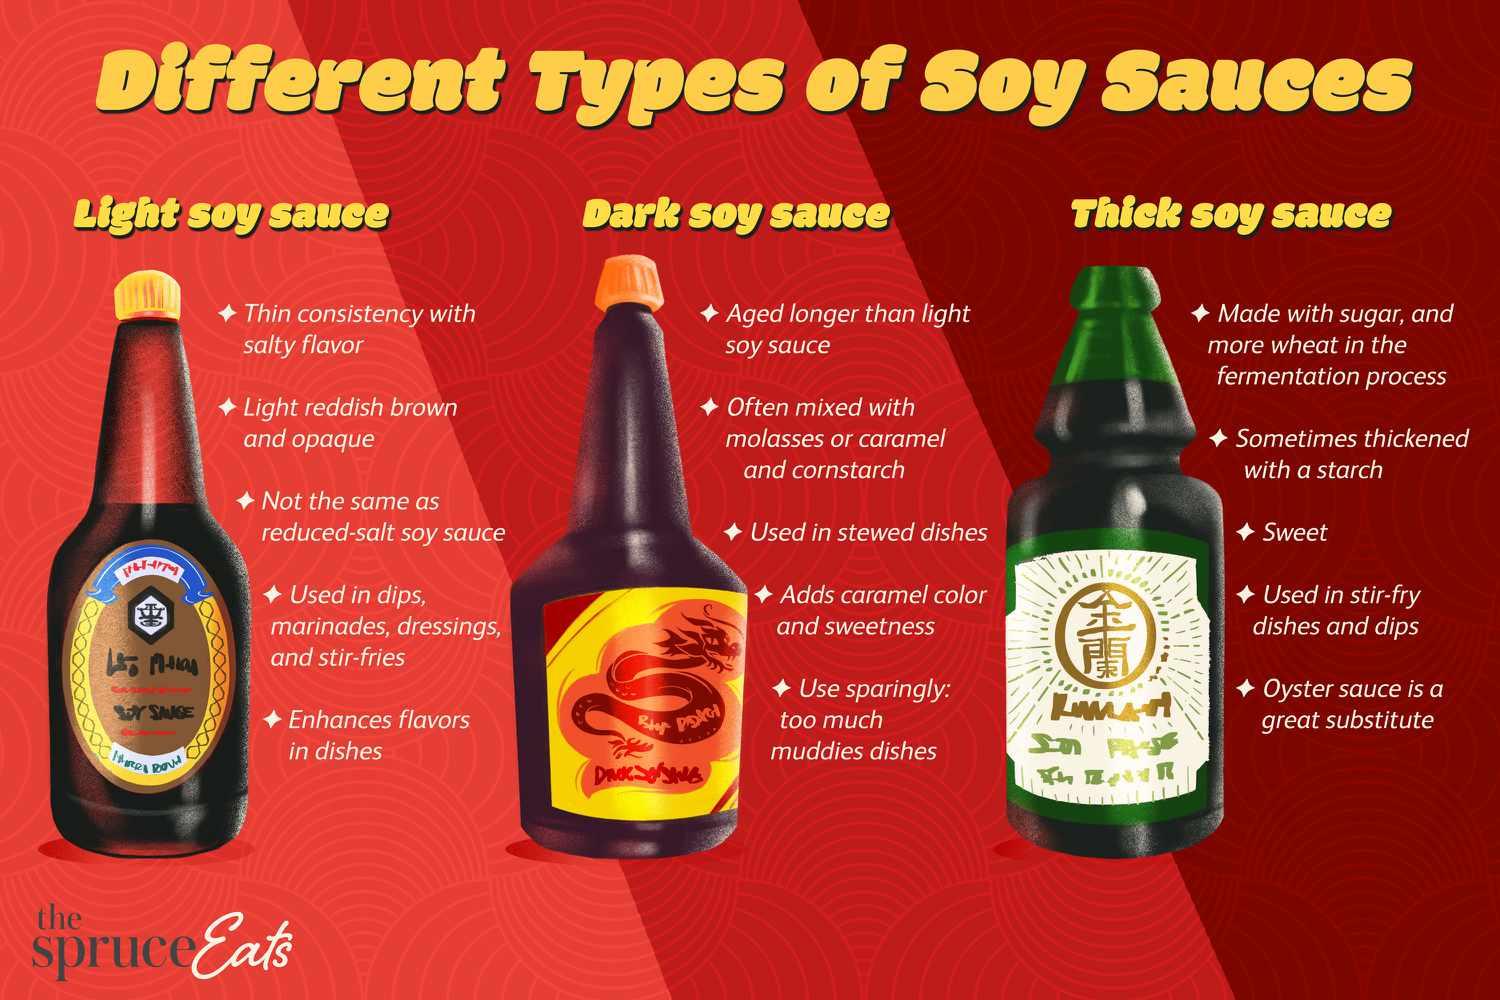 Different Types of Soy Sauces
Light soy sauce
✦ Thin consistency with
salty flavor
✦ Light reddish brown
and opaque
✦ Not the same as
reduced-salt soy sauce
✦ Used in dips,
marinades, dressings,
and stir-fries
✦ Enhances flavors
in dishes
SOY SAUCE
Dark soy sauce
✦ Aged longer than light
soy sauce
✦ Often mixed with
molasses or caramel
and cornstarch
✦ Used in stewed dishes
✦ Adds caramel color
and sweetness
✦ Use sparingly:
too much
muddies dishes
Thick soy sauce
✦ Made with sugar, and
more wheat in the
fermentation process
✦ Sometimes thickened
with a starch
✦ Sweet
✦ Used in stir-fry
dishes and dips
✦ Oyster sauce is a
great substitute
金
蘭
the
spruceEats